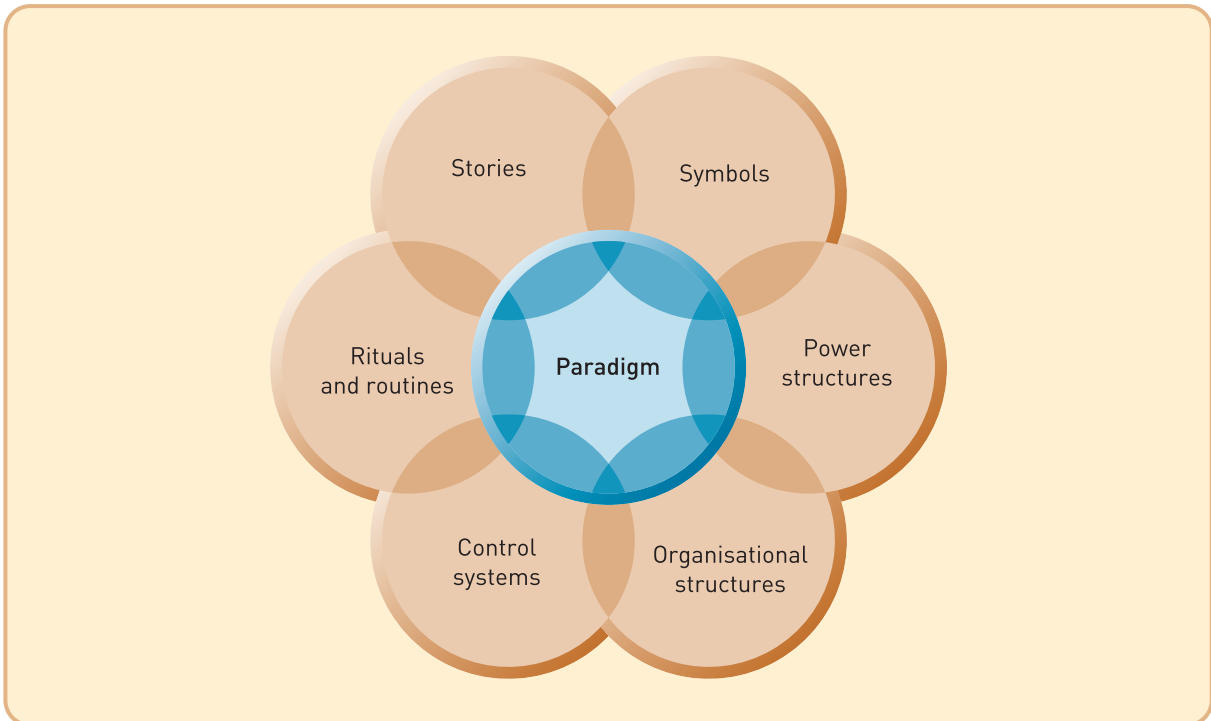 Stories
Symbols
Rituals
and routines
Paradigm
Power
structures
Control
systems
Organisational
structures